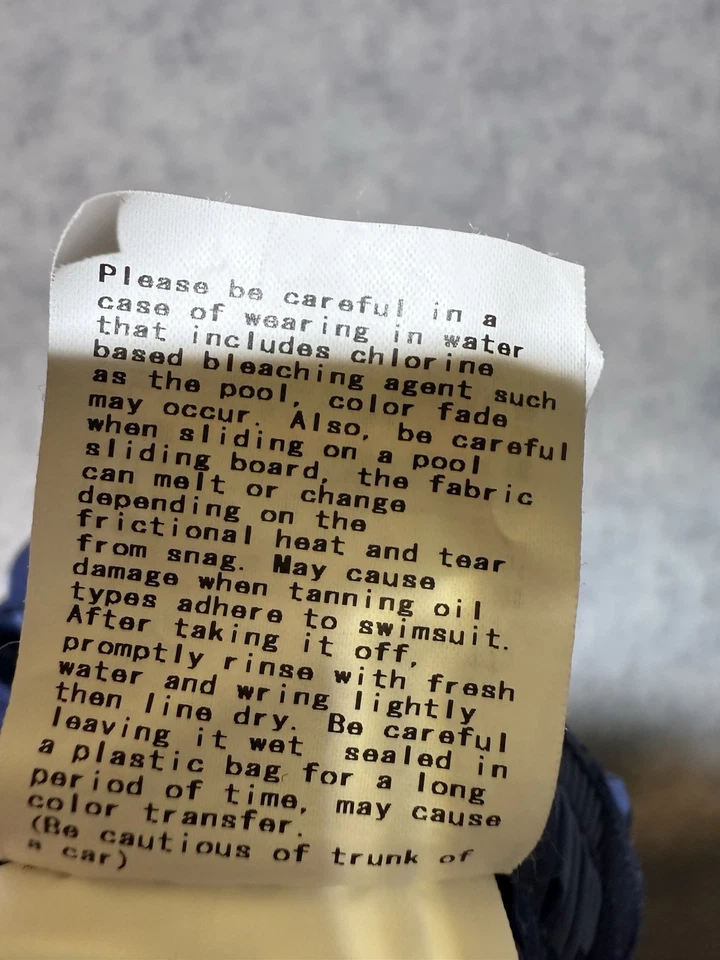 Please be careful in a
case of wearing in water
that includes chlorine
based bleaching agent such
as the pool, color fade
may occur. Also, be careful
when sliding on a pool
sliding board, the fabric
can melt or change
depending on the
frictional heat and tear
from snag. May cause
damage when tanning oil
types adhere to swimsuit.
After taking it off,
promptly rinse with fresh
water and wring lightly
then line dry. Be careful
leaving it wet sealed in
a plastic bag for a long
period of time, may cause
color transfer.
(Be cautious of trunk of
a car)